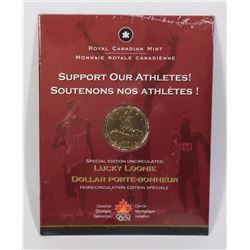 ROYAL CANADIAN MINT
MONNAIE ROYALE CANADIENNE
SUPPORT OUR ATHLETES!
SOUTENONS NOS ATHLÈTES !
SPECIAL EDITION UNCIRCULATED
LUCKY LOONIE
DOLLAR PORTE-BONHEUR
HORS-CIRCULATION ÉDITION SPÉCIALE
Canadian Olympic Committee
Comité olympique canadien